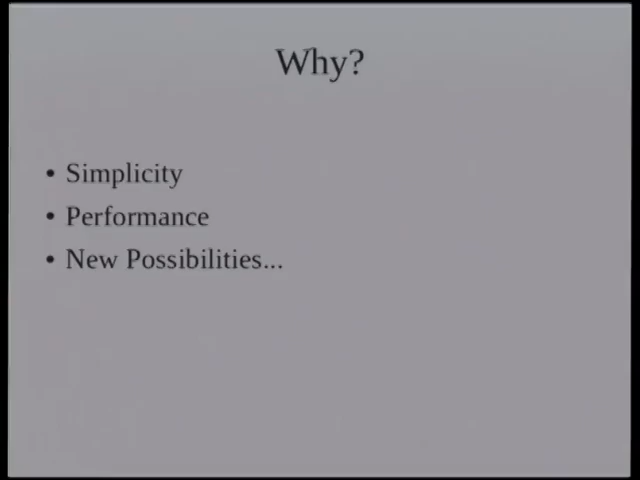 Why?
• Simplicity
• Performance
• New Possibilities...